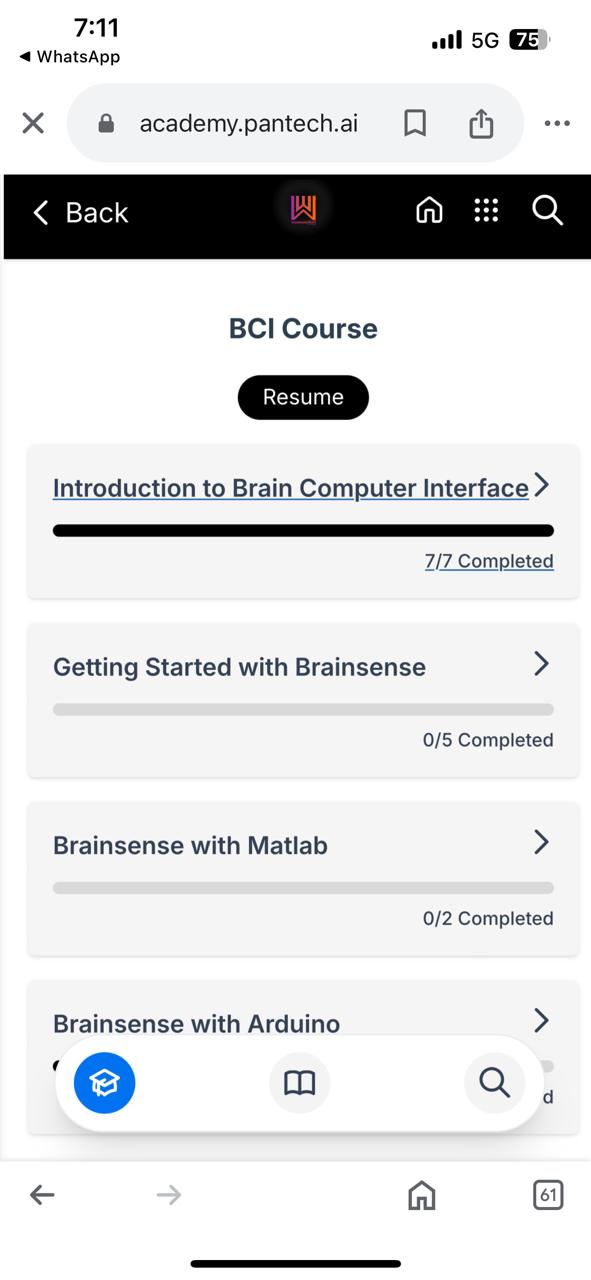 7:11
5G
75
WhatsApp
academy.pantech.ai
Back
BCI Course
Resume
Introduction to Brain Computer Interface
7/7 Completed
Getting Started with Brainsense
0/5 Completed
Brainsense with Matlab
0/2 Completed
Brainsense with Arduino
d
61